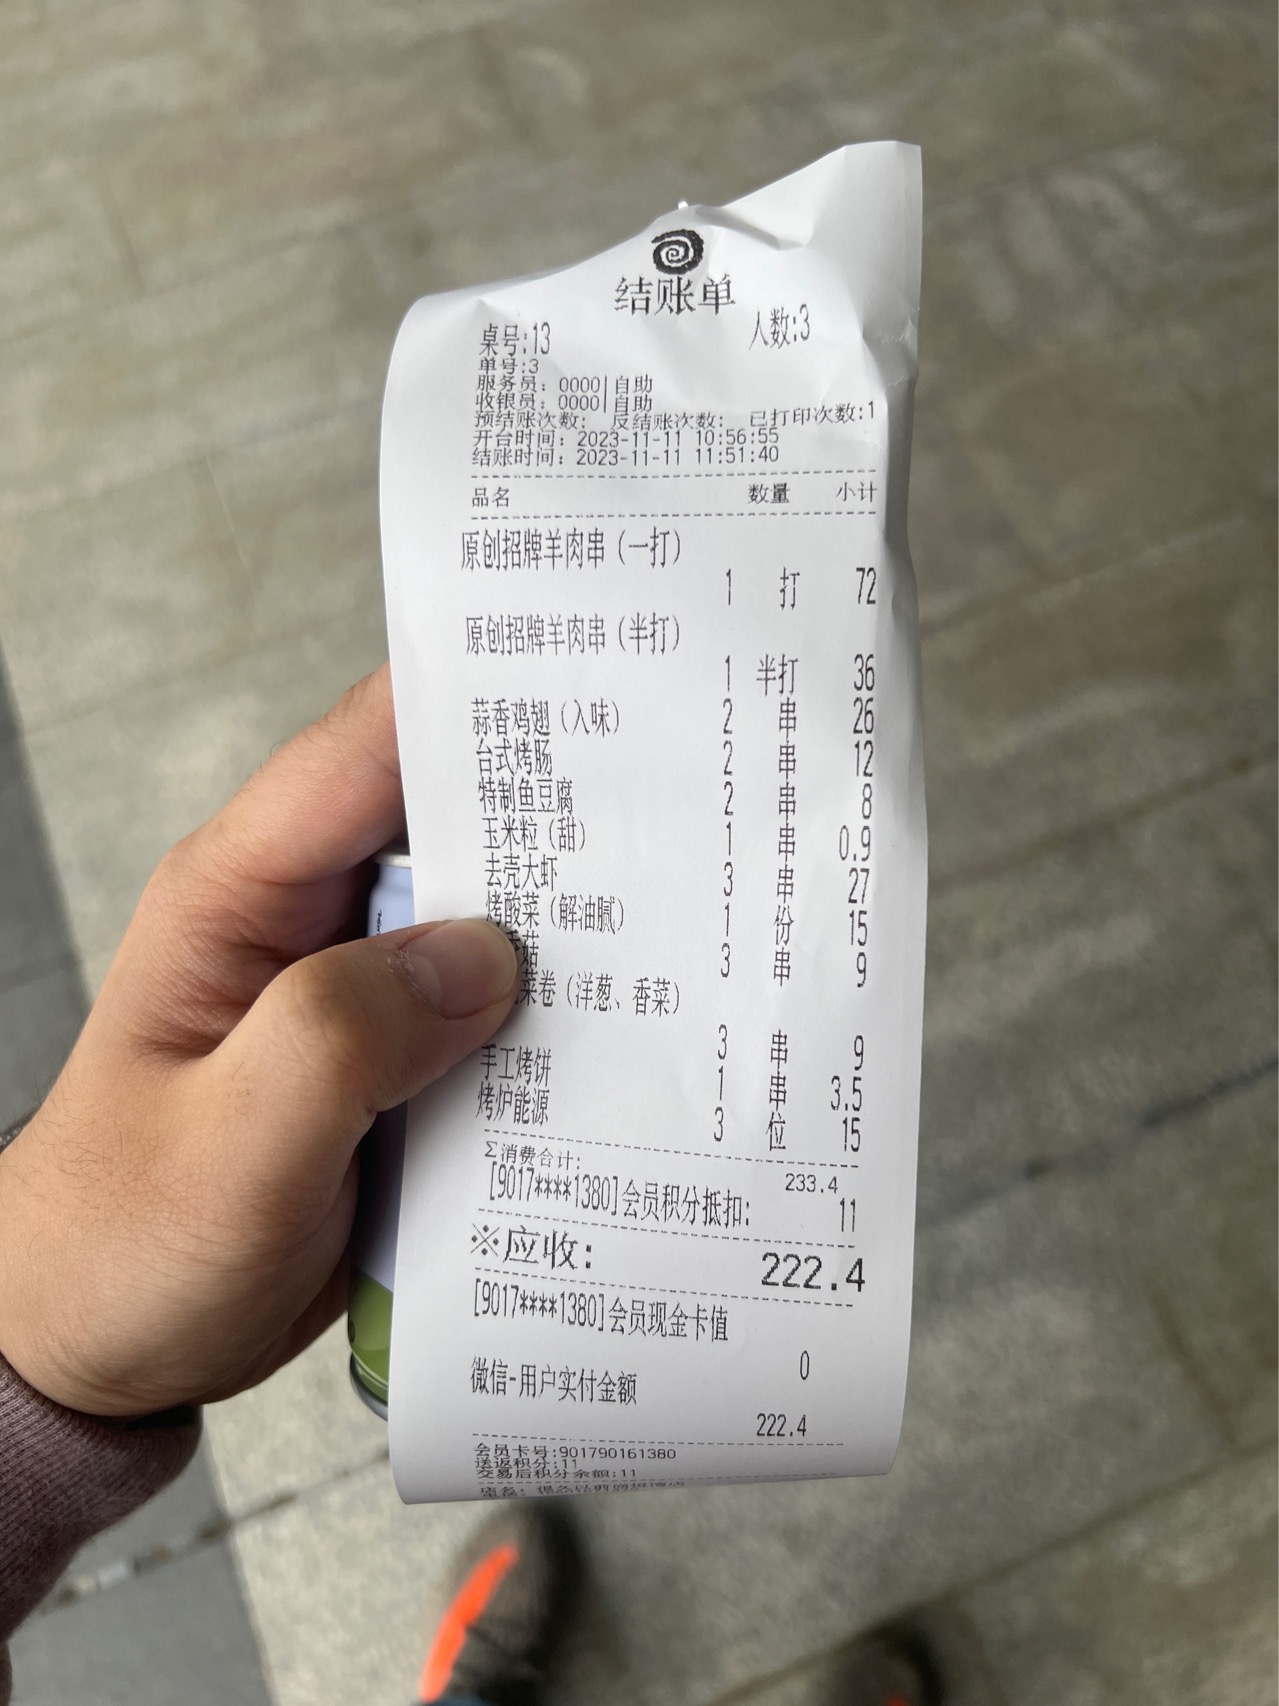 结账单
桌号:13 人数:3
单号:3
服务员: 0000|自助
收银员: 0000|自助
预结账次数: 反结账次数: 已打印次数:1
开台时间: 2023-11-11 10:56:55
结账时间: 2023-11-11 11:51:40
品名 数量 小计
原创招牌羊肉串(一打)
1 打 72
原创招牌羊肉串(半打)
1 半打 36
蒜香鸡翅(入味) 2 串 26
台式烤肠 2 串 12
特制鱼豆腐 2 串 8
玉米粒(甜) 1 串 0.9
去壳大虾 3 串 27
烤酸菜(解油腻) 1 份 15
香菇 3 串 9
菜卷(洋葱、香菜)
3 串 9
手工烤饼 1 串 3.5
烤炉能源 3 位 15
Σ消费合计: 233.4
[9017****1380]会员积分抵扣: 11
※应收: 222.4
[9017****1380]会员现金卡值
0
微信-用户实付金额
222.4
会员卡号:901790161380
送返积分:11
交易后积分余额:11
店名: